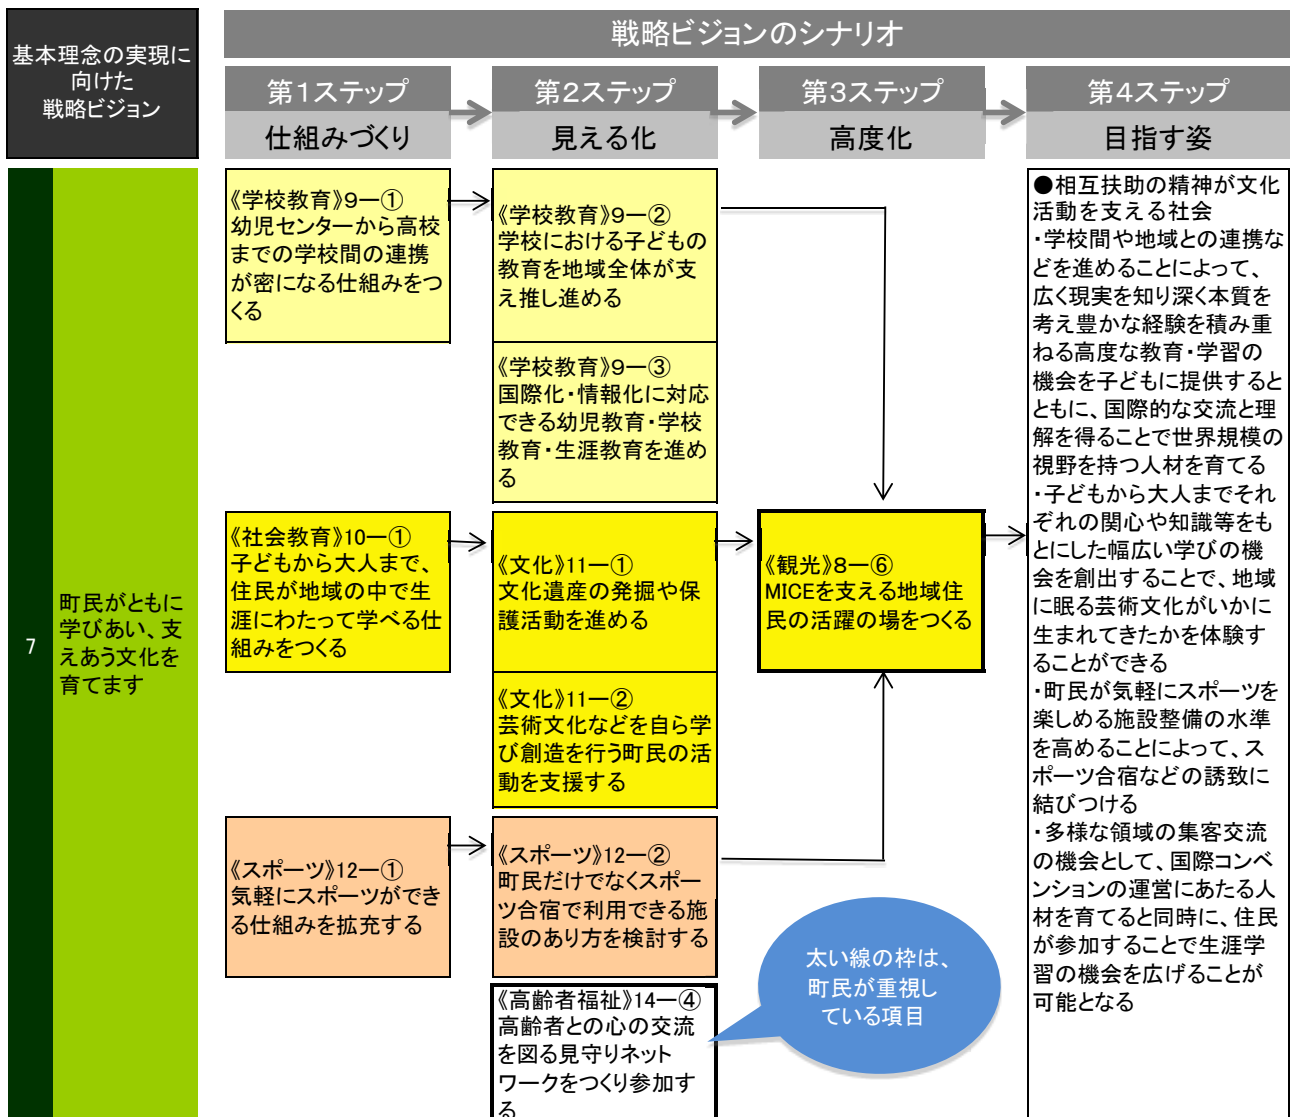 基本理念の実現に
向けた
戦略ビジョン
戦略ビジョンのシナリオ
第1ステップ
仕組みづくり
第2ステップ
見える化
第3ステップ
高度化
第4ステップ
目指す姿
7
町民がともに
学びあい、支
えあう文化を
育てます
《学校教育》9―①
幼児センターから高校
までの学校間の連携
が密になる仕組みをつ
くる
《学校教育》9―②
学校における子どもの
教育を地域全体が支
え推し進める
《学校教育》9―③
国際化・情報化に対応
できる幼児教育・学校
教育・生涯教育を進め
る
《社会教育》10―①
子どもから大人まで、
住民が地域の中で生
涯にわたって学べる仕
組みをつくる
《文化》11―①
文化遺産の発掘や保
護活動を進める
《文化》11―②
芸術文化などを自ら学
び創造を行う町民の活
動を支援する
《観光》8―⑥
MICEを支える地域住
民の活躍の場をつくる
《スポーツ》12―①
気軽にスポーツができ
る仕組みを拡充する
《スポーツ》12―②
町民だけでなくスポー
ツ合宿で利用できる施
設のあり方を検討する
《高齢者福祉》14―④
高齢者との心の交流
を図る見守りネット
ワークをつくり参加す
る
太い線の枠は、
町民が重視し
ている項目
●相互扶助の精神が文化
活動を支える社会
・学校間や地域との連携な
どを進めることによって、
広く現実を知り深く本質を
考え豊かな経験を積み重
ねる高度な教育・学習の
機会を子どもに提供すると
ともに、国際的な交流と理
解を得ることで世界規模の
視野を持つ人材を育てる
・子どもから大人までそれ
ぞれの関心や知識等をも
とにした幅広い学びの機
会を創出することで、地域
に眠る芸術文化がいかに
生まれてきたかを体験す
ることができる
・町民が気軽にスポーツを
楽しめる施設整備の水準
を高めることによって、ス
ポーツ合宿などの誘致に
結びつける
・多様な領域の集客交流
の機会として、国際コンベ
ンションの運営にあたる人
材を育てると同時に、住民
が参加することで生涯学
習の機会を広げることが
可能となる